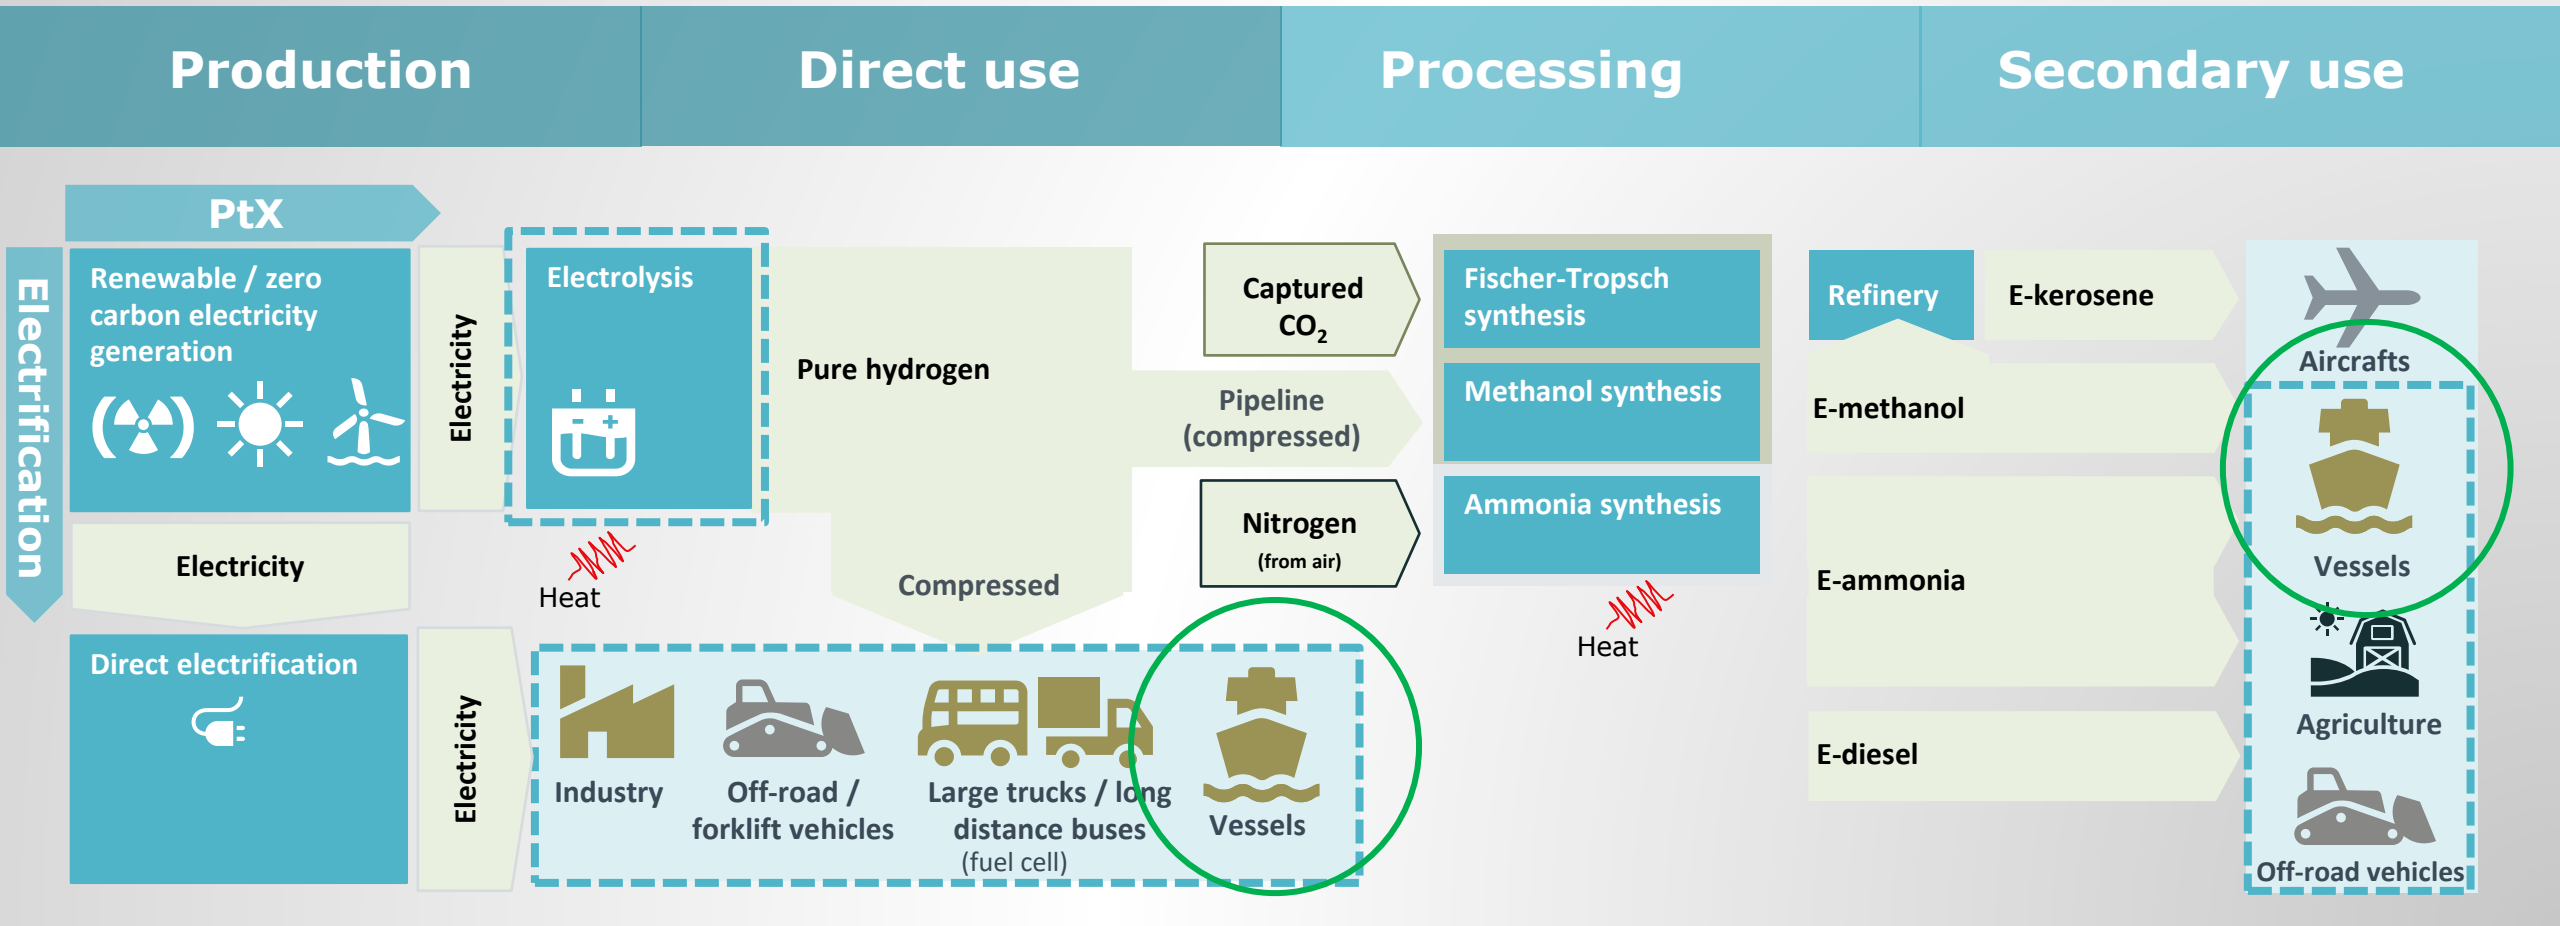 Production
Direct use
Processing
Secondary use
PtX
Electrification
Renewable / zero
carbon electricity
generation
Electricity
Electrolysis
Heat
Pure hydrogen
Compressed
Captured
CO₂
Pipeline
(compressed)
Nitrogen
(from air)
Fischer-Tropsch
synthesis
Methanol synthesis
Ammonia synthesis
Heat
Refinery
E-kerosene
E-methanol
E-ammonia
E-diesel
Aircrafts
Vessels
Agriculture
Off-road vehicles
Electricity
Direct electrification
Electricity
Industry
Off-road /
forklift vehicles
Large trucks / long
distance buses
(fuel cell)
Vessels